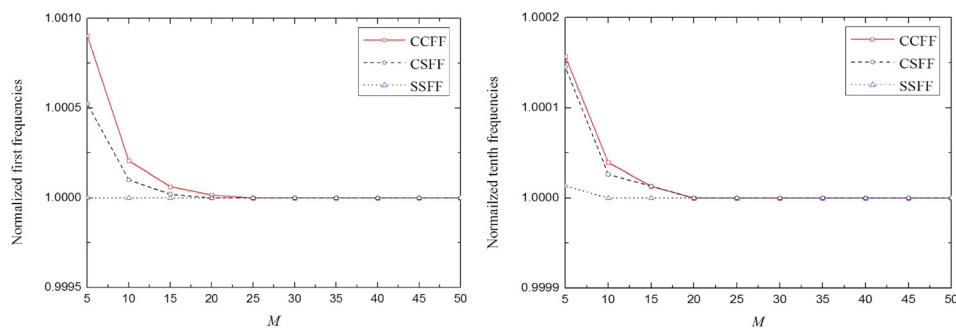 1.0010
1.0005
1.0000
0.9995
Normalized first frequencies
CCFF
CSFF
SSFF
5 10 15 20 25 30 35 40 45 50
M
1.0002
1.0001
1.0000
0.9999
Normailzed tenth frequencies
CCFF
CSFF
SSFF
5 10 15 20 25 30 35 40 45 50
M